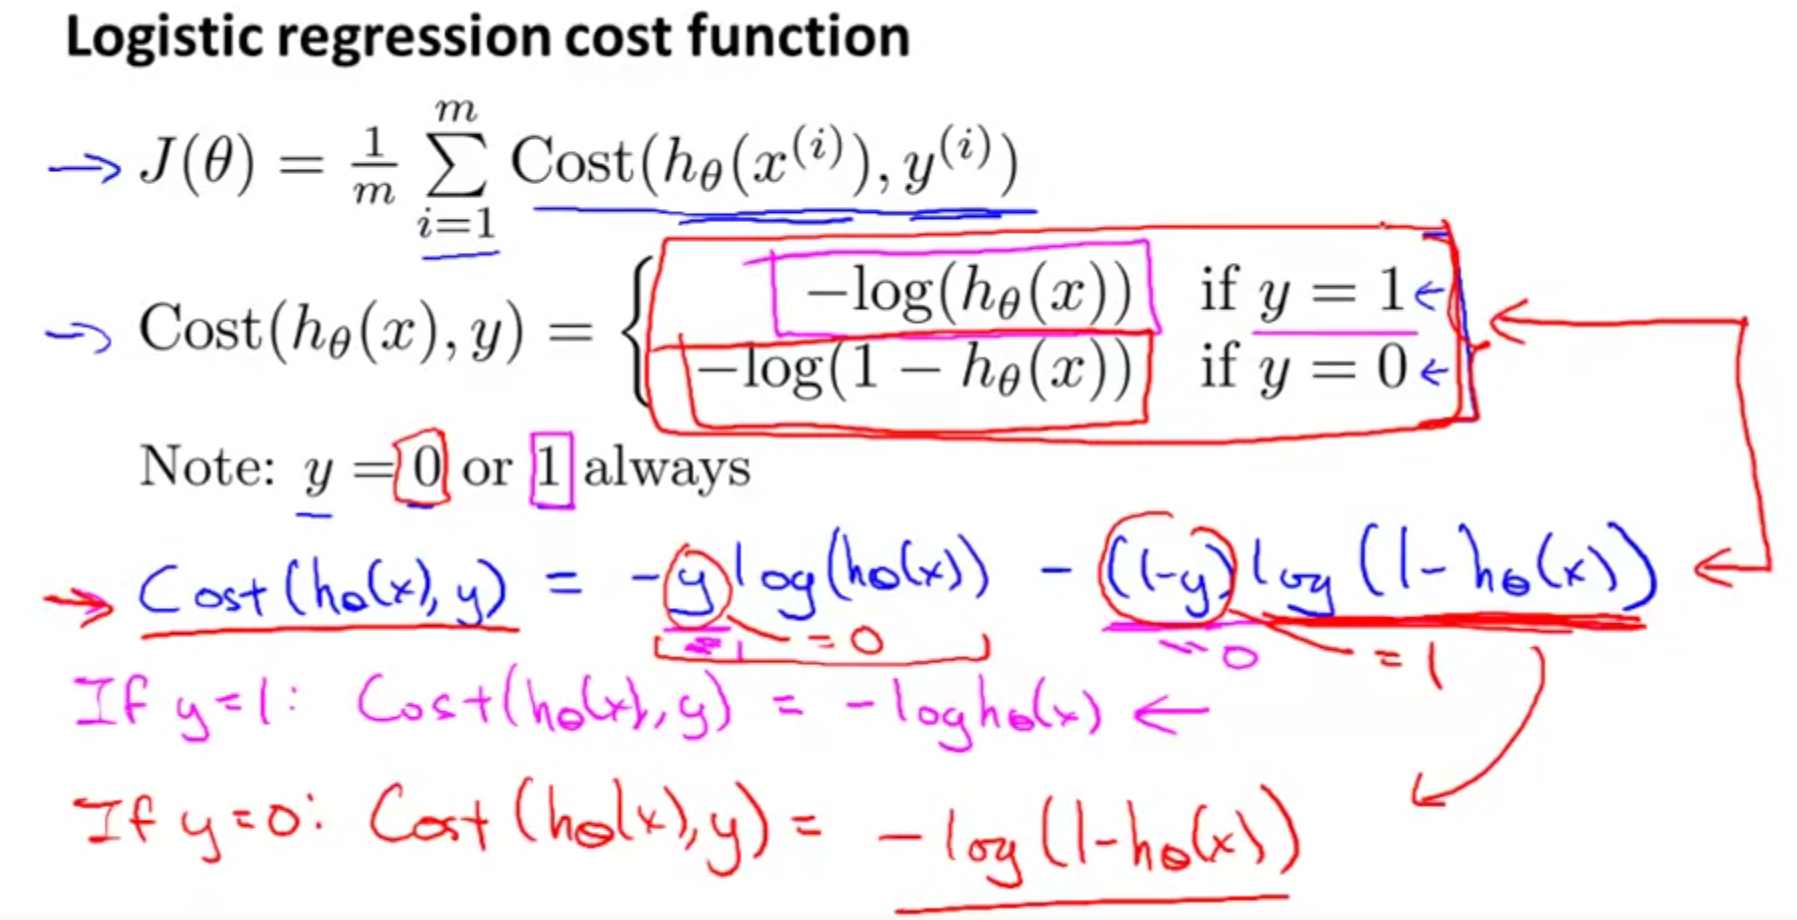 Logistic regression cost function
→ J(θ) = 1/m ∑_{i=1}^{m} Cost(h_θ(x^{(i)}), y^{(i)})
→ Cost(h_θ(x), y) = { −log(h_θ(x)) if y = 1 ←
−log(1 − h_θ(x)) if y = 0 ←
Note: y = 0 or 1 always
→ Cost(h_θ(x), y) = -y log(h_θ(x)) - (1-y) log(1-h_θ(x)) ←
=1 =0 =0 =1
If y=1: Cost(h_θ(x), y) = -log h_θ(x) ←
If y=0: Cost(h_θ(x), y) = -log(1-h_θ(x))